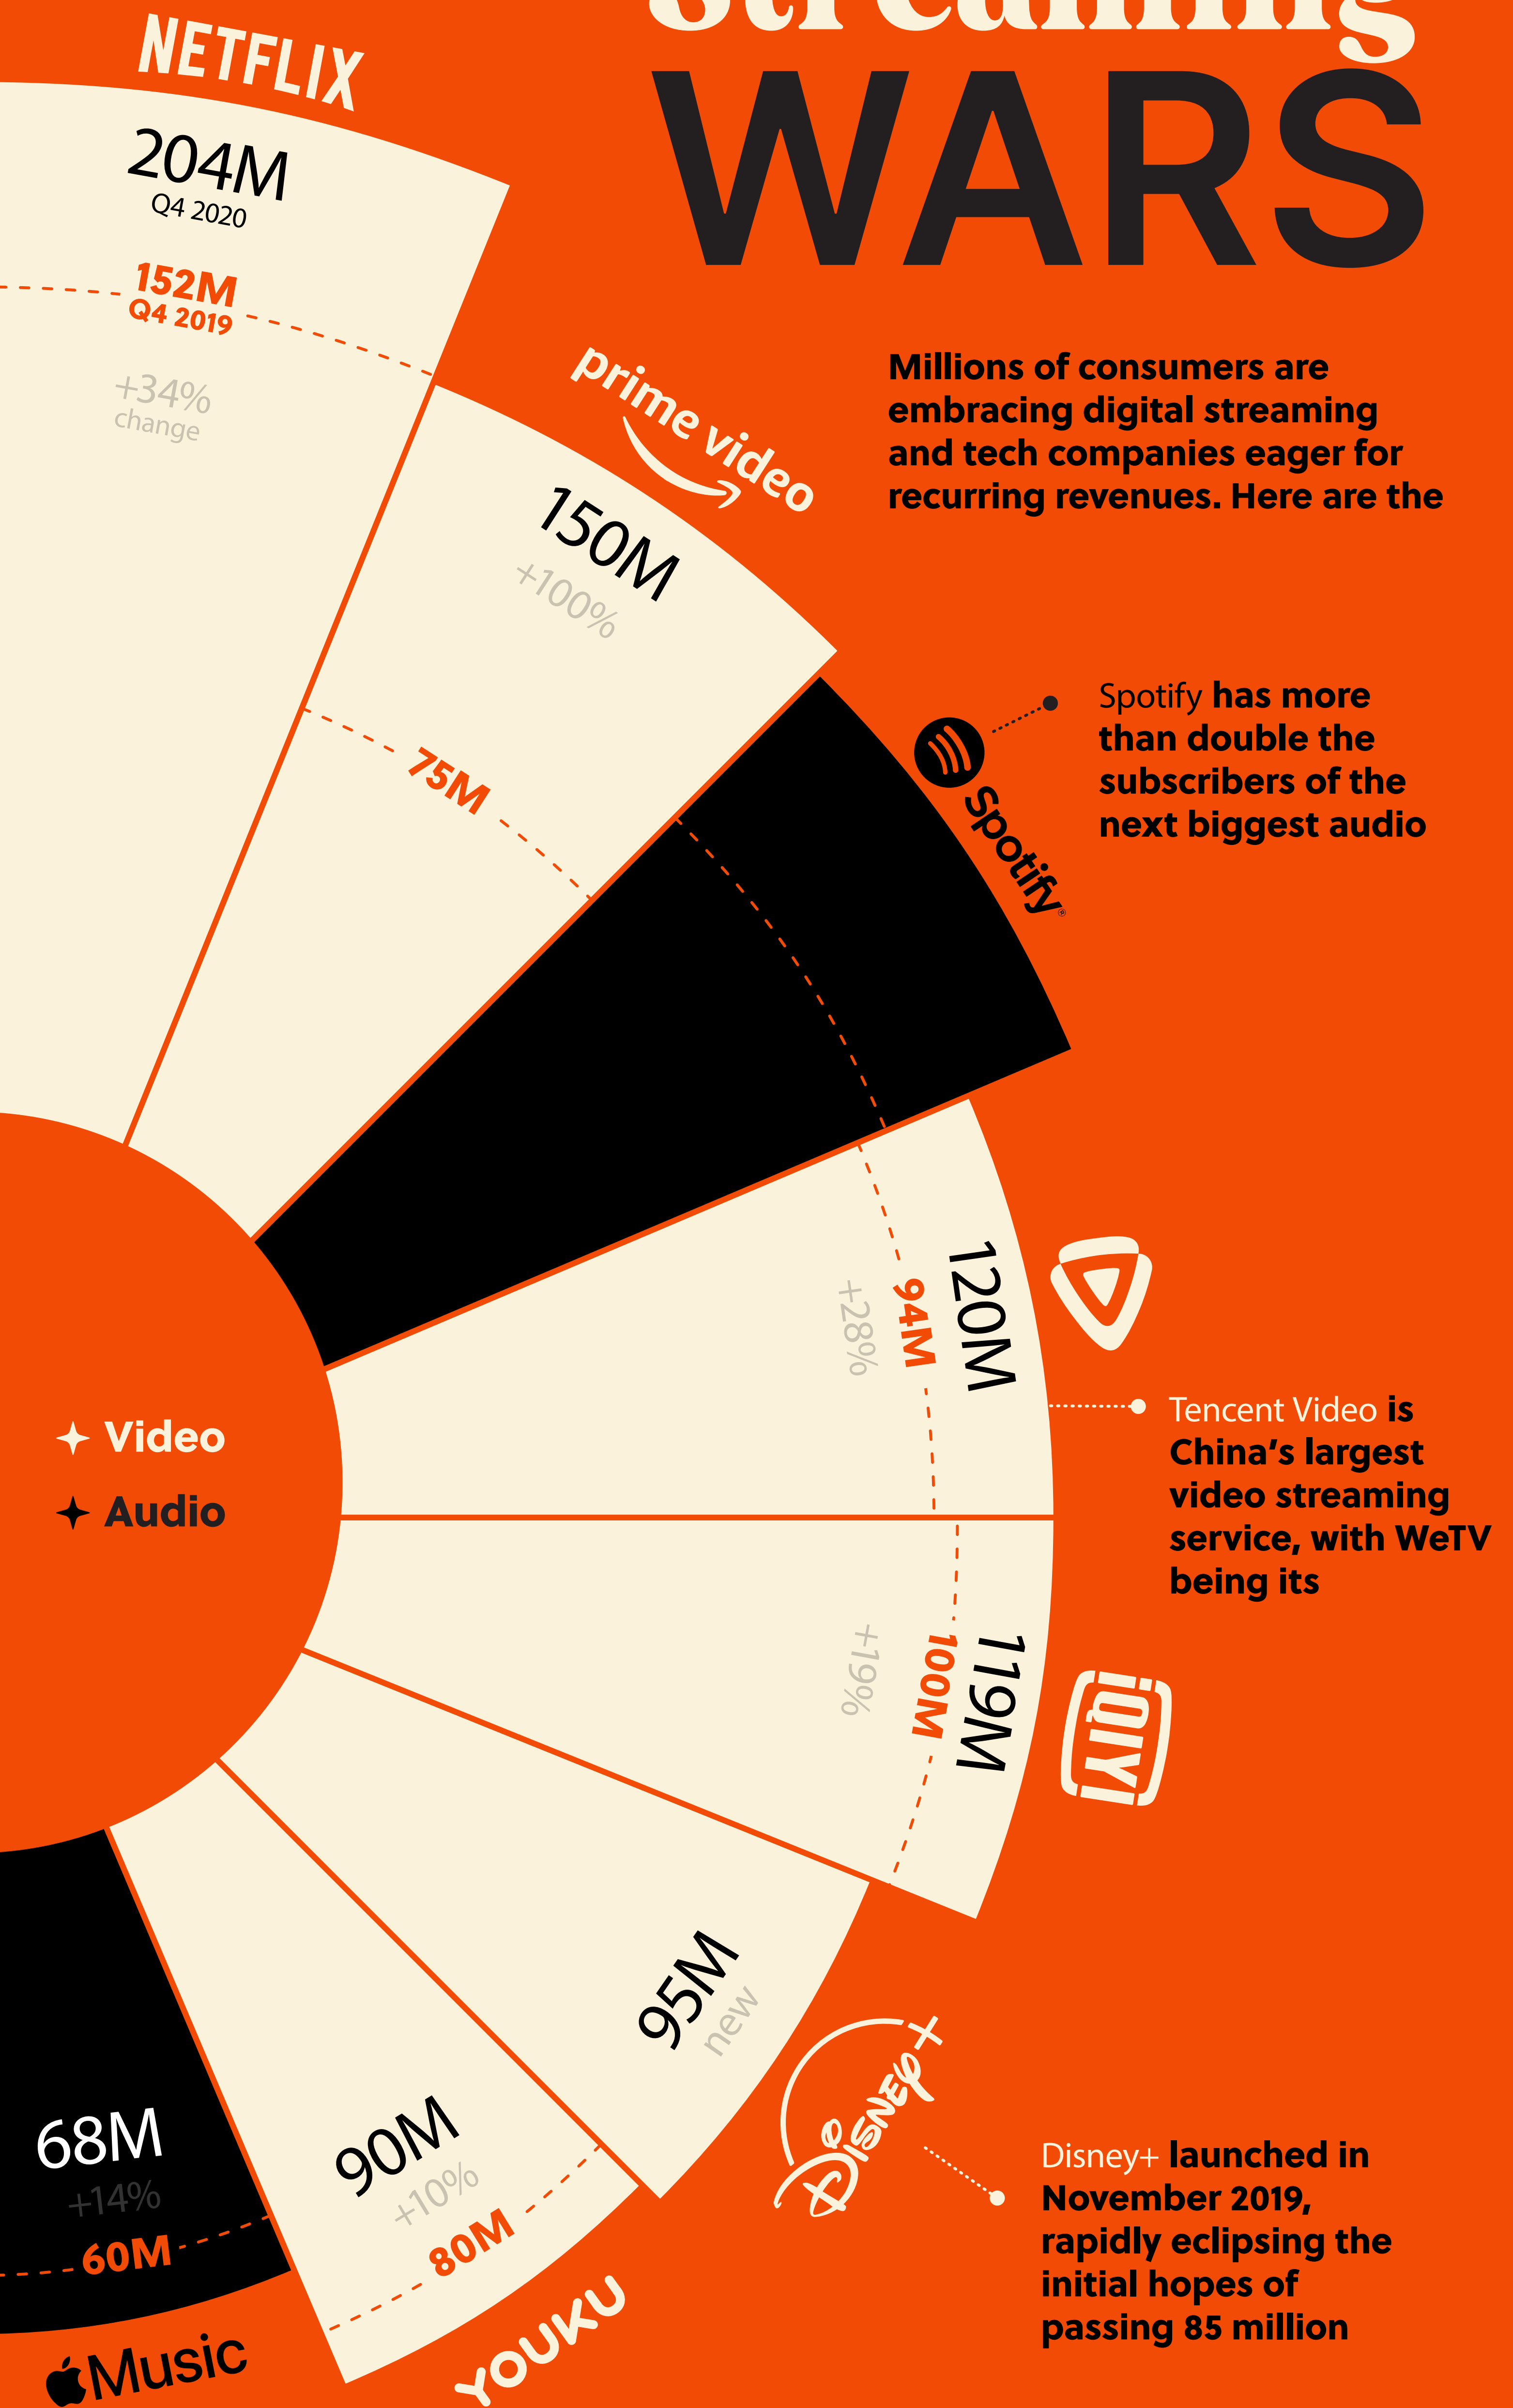 Streaming
WARS
NETFLIX
204M
Q4 2020
152M
Q4 2019
+34%
change
Millions of consumers are
embracing digital streaming
and tech companies eager for
recurring revenues. Here are the
prime video
150M
+100%
75M
Spotify has more
than double the
subscribers of the
next biggest audio
Spotify®
120M
94M
+28%
Tencent Video is
China's largest
video streaming
service, with WeTV
being its
Video
Audio
119M
100M
+19%
iQIYI
95M
new
Disney+
Disney+ launched in
November 2019,
rapidly eclipsing the
initial hopes of
passing 85 million
90M
+10%
80M
YOUKU
68M
+14%
60M
Music